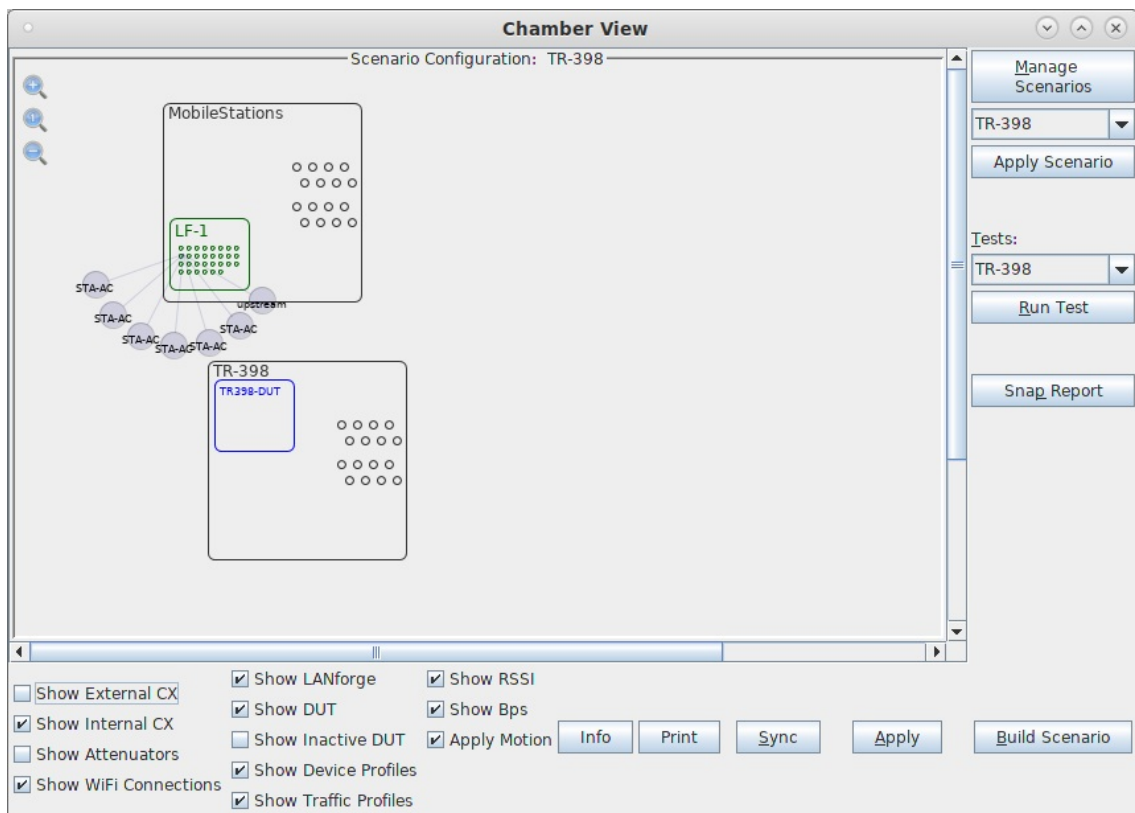 Chamber View
Scenario Configuration: TR-398
MobileStations
LF-1
STA-AC
upstream
STA-AC
STA-AC
STA-AC
STA-AC
STA-AC
TR-398
TR398-DUT
Manage
Scenarios
TR-398
Apply Scenario
Tests:
TR-398
Run Test
Snap Report
Show External CX
Show Internal CX
Show Attenuators
Show WiFi Connections
Show LANforge
Show DUT
Show Inactive DUT
Show Device Profiles
Show Traffic Profiles
Show RSSI
Show Bps
Apply Motion
Info
Print
Sync
Apply
Build Scenario